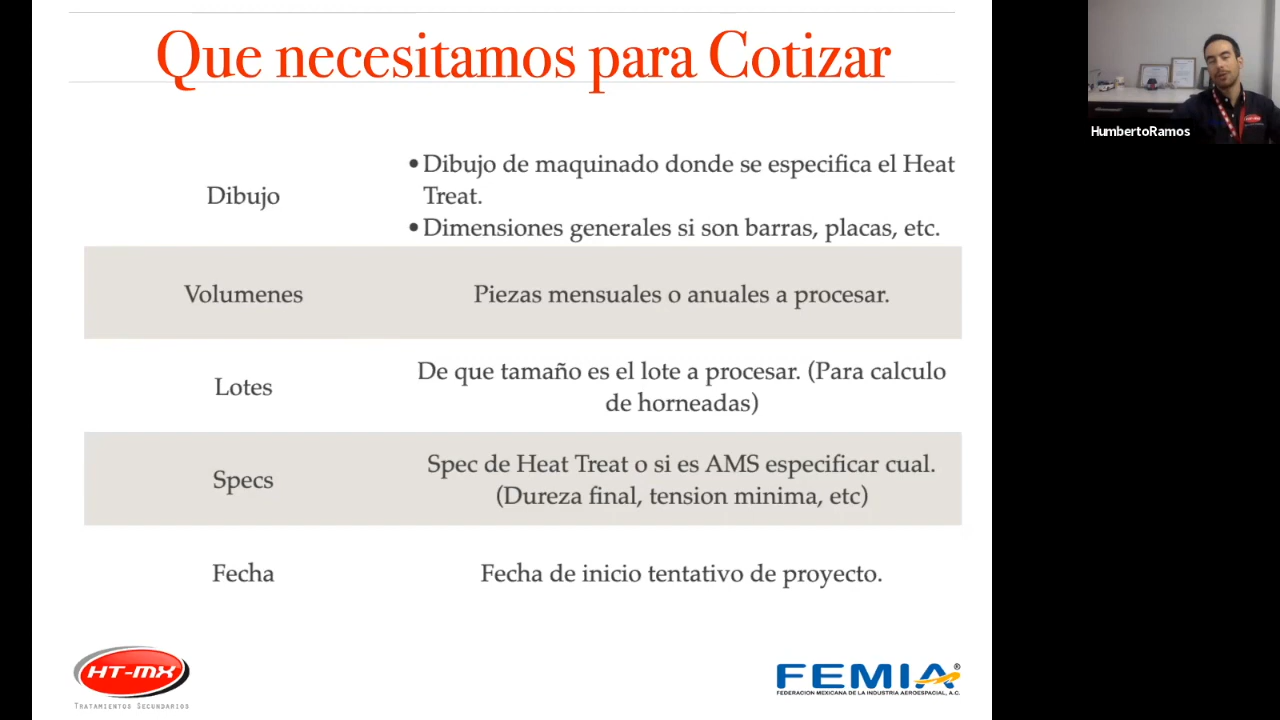 Que necesitamos para Cotizar
HumbertoRamos
Dibujo
•Dibujo de maquinado donde se especifica el Heat
Treat.
•Dimensiones generales si son barras, placas, etc.
Volumenes
Piezas mensuales o anuales a procesar.
Lotes
De que tamaño es el lote a procesar. (Para calculo
de horneadas)
Specs
Spec de Heat Treat o si es AMS especificar cual.
(Dureza final, tension minima, etc)
Fecha
Fecha de inicio tentativo de proyecto.
HT-MX
Tratamientos Secundarios
FEMIA®
FEDERACIÓN MEXICANA DE LA INDUSTRIA AEROESPACIAL, A.C.